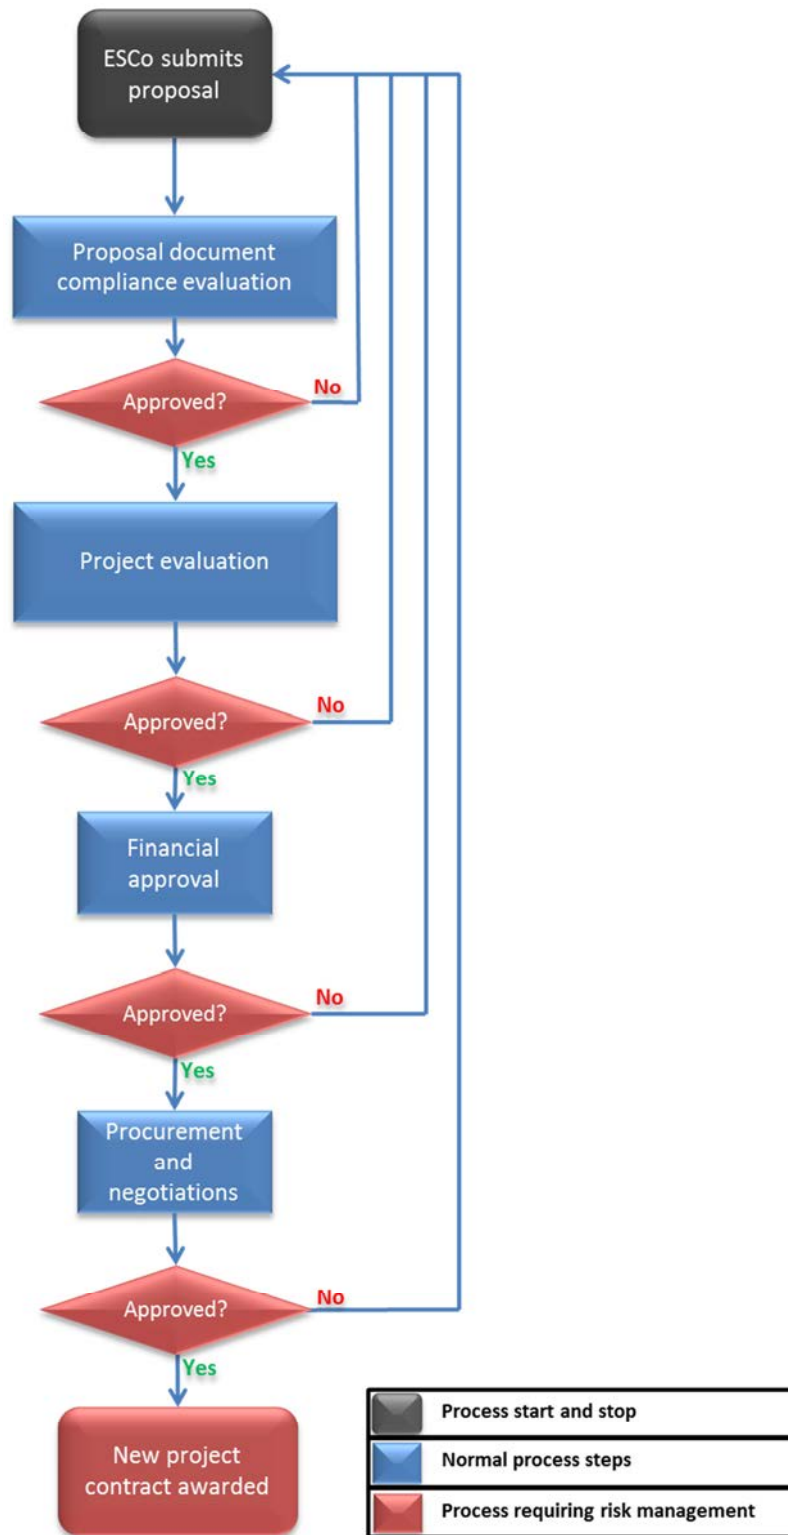 ESCo submits
proposal
Proposal document
compliance evaluation
Approved?
No
Yes
Project evaluation
Approved?
No
Yes
Financial
approval
Approved?
No
Yes
Procurement
and
negotiations
Approved?
No
Yes
New project
contract awarded
Process start and stop
Normal process steps
Process requiring risk management